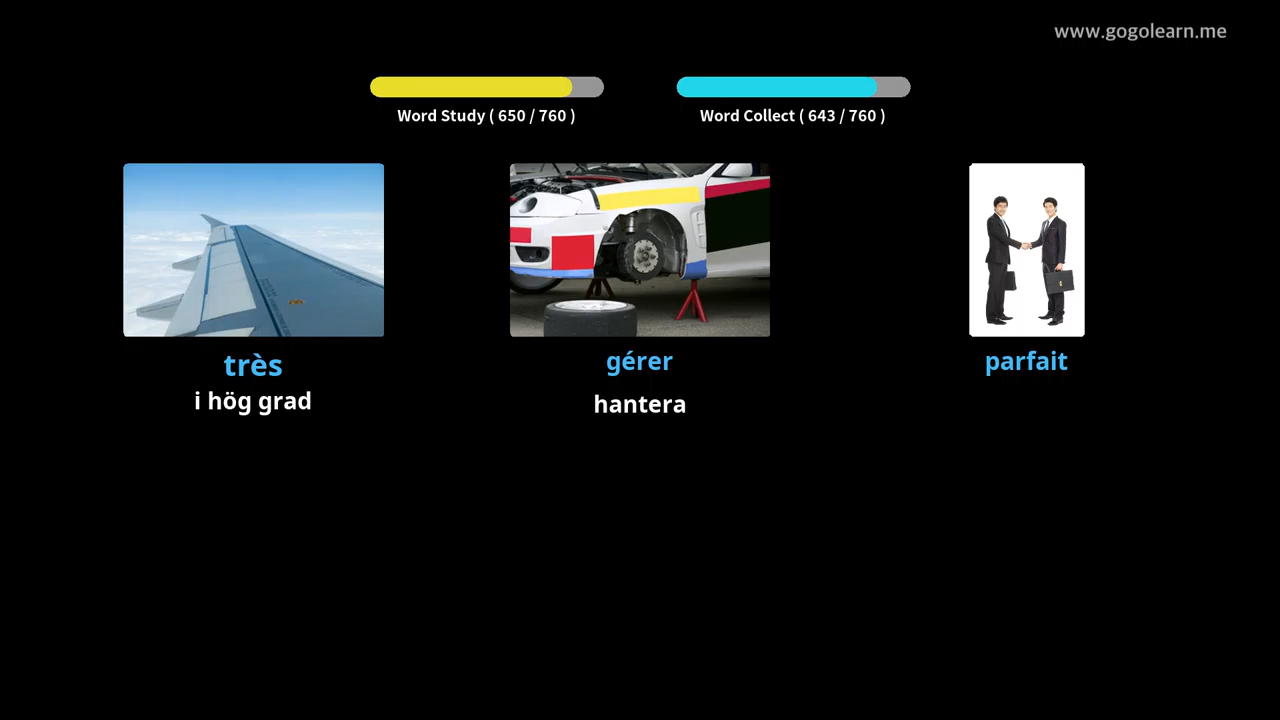 www.gogolearn.me
Word Study ( 650 / 760 )
Word Collect ( 643 / 760 )
très
i hög grad
gérer
hantera
parfait